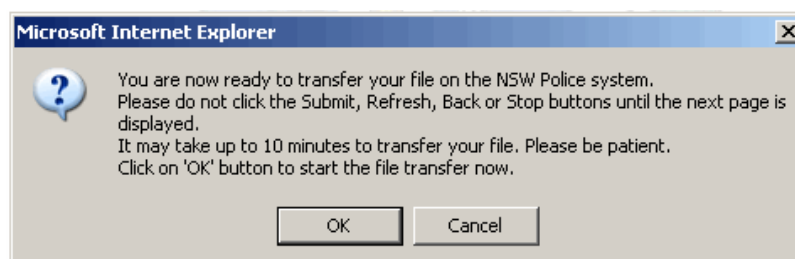 Microsoft Internet Explorer
You are now ready to transfer your file on the NSW Police system.
Please do not click the Submit, Refresh, Back or Stop buttons until the next page is
displayed.
It may take up to 10 minutes to transfer your file. Please be patient.
Click on 'OK' button to start the file transfer now.
OK Cancel